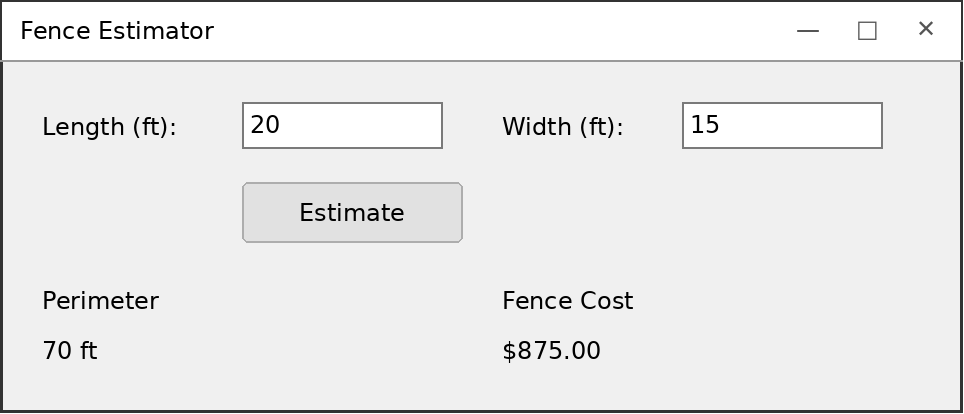 Fence Estimator
Length (ft): 20 Width (ft): 15
Estimate
Perimeter Fence Cost
70 ft $875.00